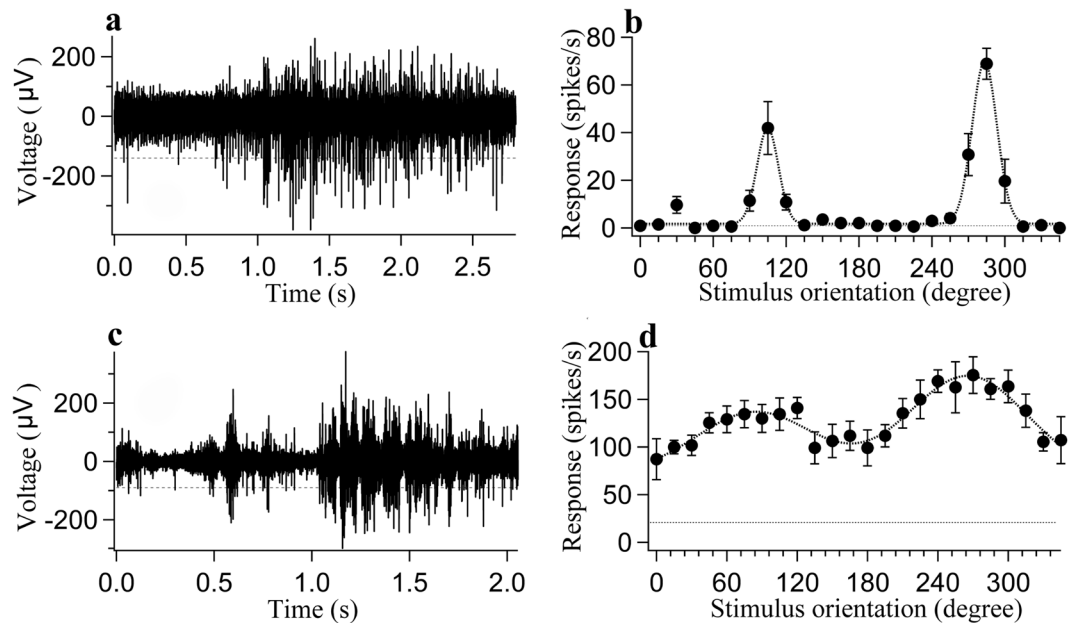 a
Voltage (μV)
200
0
-200
0.0 0.5 1.0 1.5 2.0 2.5
Time (s)
b
Response (spikes/s)
80
60
40
20
0
0 60 120 180 240 300
Stimulus orientation (degree)
c
Voltage (μV)
200
0
-200
0.0 0.5 1.0 1.5 2.0
Time (s)
d
Response (spikes/s)
200
150
100
50
0
0 60 120 180 240 300
Stimulus orientation (degree)